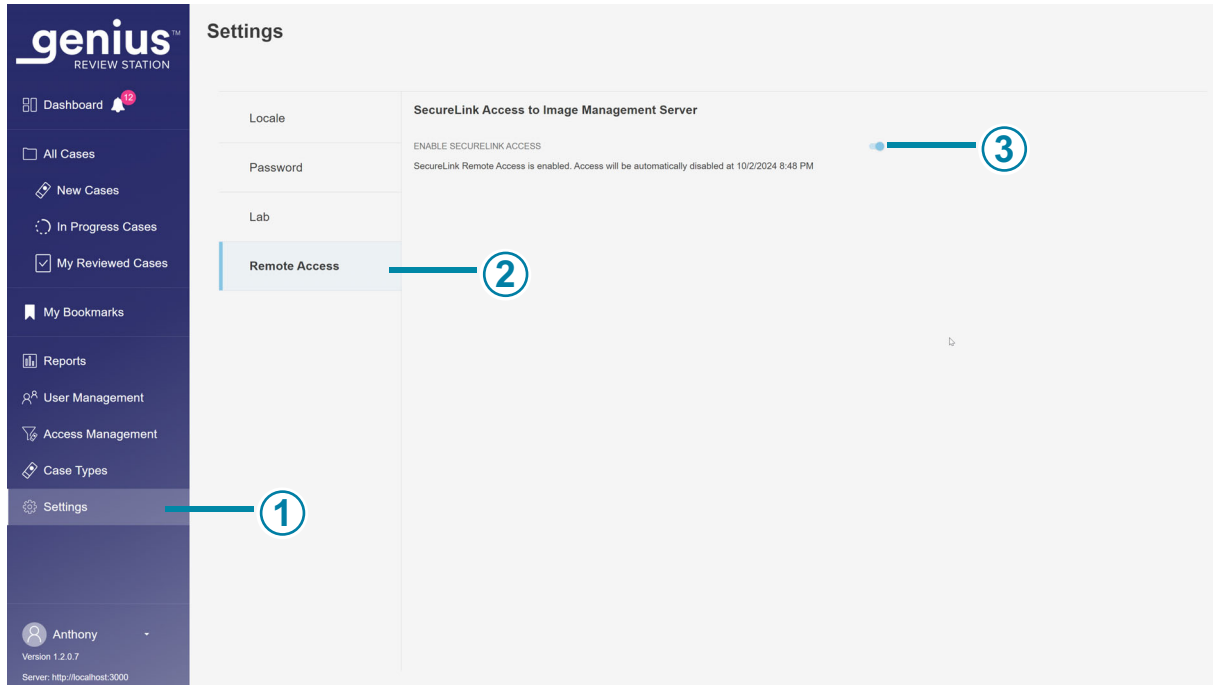 genius™
REVIEW STATION
Dashboard 12
All Cases
New Cases
In Progress Cases
My Reviewed Cases
My Bookmarks
Reports
User Management
Access Management
Case Types
Settings
1
Anthony
Version 1.2.0.7
Server: http://localhost:3000
Settings
Locale
Password
Lab
Remote Access
2
SecureLink Access to Image Management Server
ENABLE SECURELINK ACCESS
3
SecureLink Remote Access is enabled. Access will be automatically disabled at 10/2/2024 8:48 PM